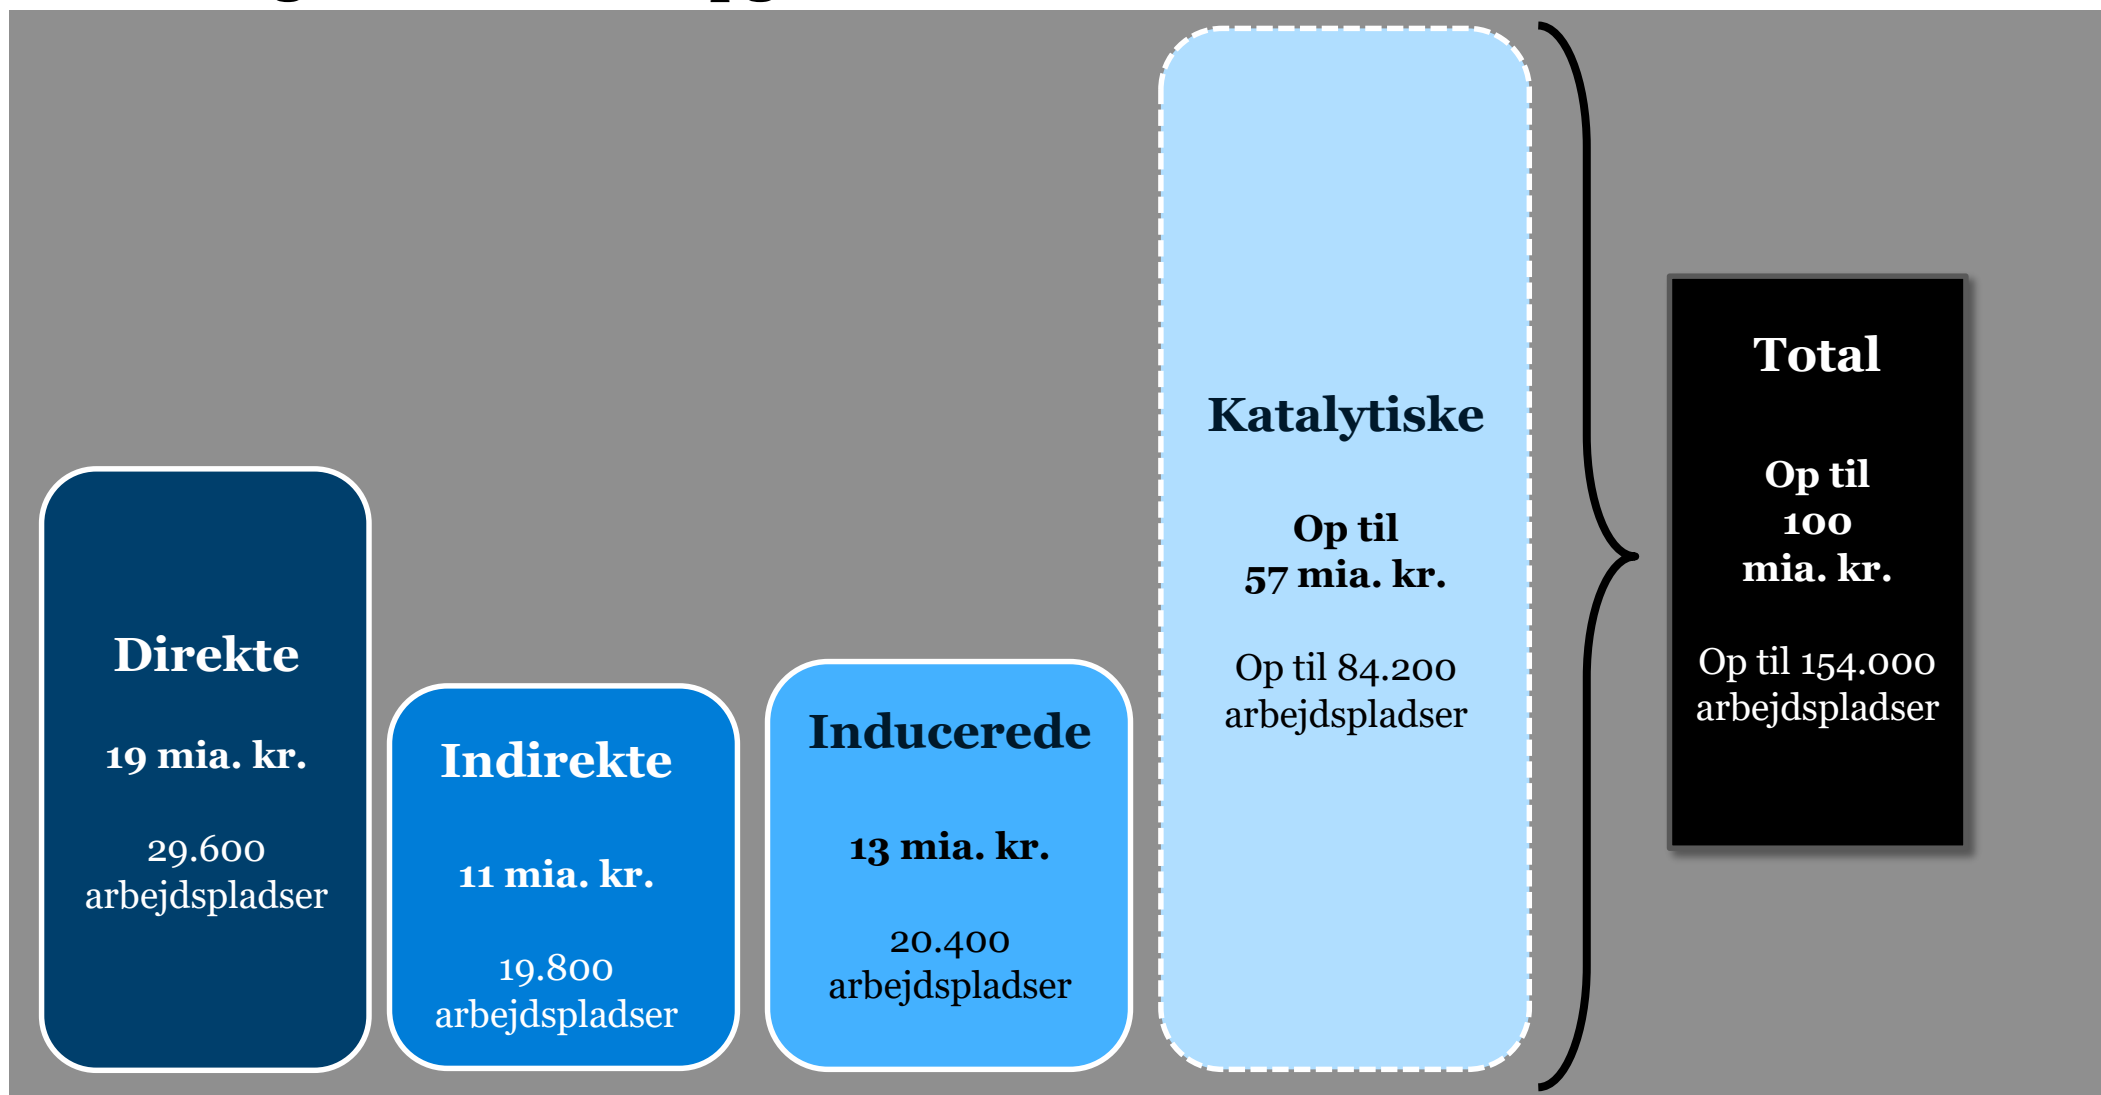 Direkte
19 mia. kr.
29.600
arbejdspladser
Indirekte
11 mia. kr.
19.800
arbejdspladser
Inducerede
13 mia. kr.
20.400
arbejdspladser
Katalytiske
Op til
57 mia. kr.
Op til 84.200
arbejdspladser
Total
Op til
100
mia. kr.
Op til 154.000
arbejdspladser